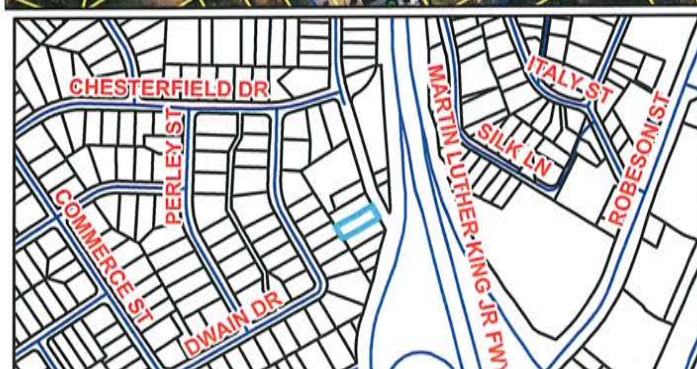 CHESTERFIELD DR
PERLEY ST
COMMERCE ST
DWAIN DR
MARTIN LUTHER KING JR FWY
ITALY ST
SILK LN
ROBESON ST